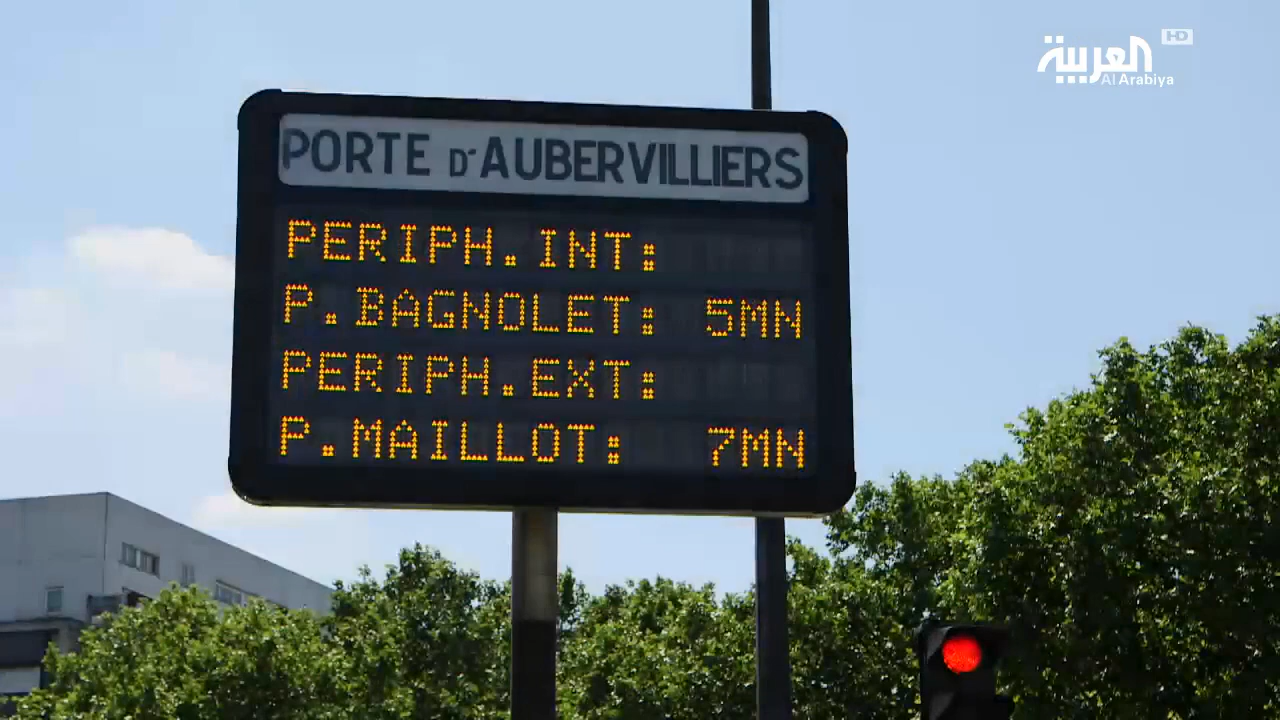 العربية HD
Al Arabiya
PORTE D'AUBERVILLIERS
PERIPH.INT:
P.BAGNOLET: 5MN
PERIPH.EXT:
P.MAILLOT: 7MN